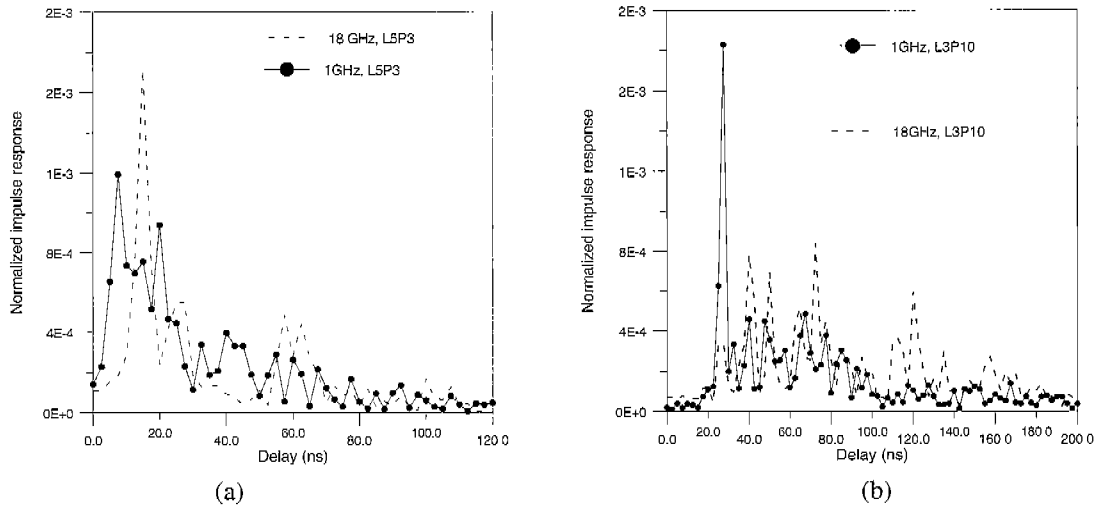 2E-3
2E-3
1E-3
8E-4
4E-4
0E+0
Normalized impulse response
18 GHz, L5P3
1GHz, L5P3
0.0 20.0 40.0 60.0 80.0 100.0 120.0
Delay (ns)
(a)
2E-3
2E-3
1E-3
8E-4
4E-4
0E+0
Normalized impulse response
1GHz, L3P10
18GHz, L3P10
0.0 20.0 40.0 60.0 80.0 100.0 120.0 140.0 160 0 180 0 200 0
Delay (ns)
(b)